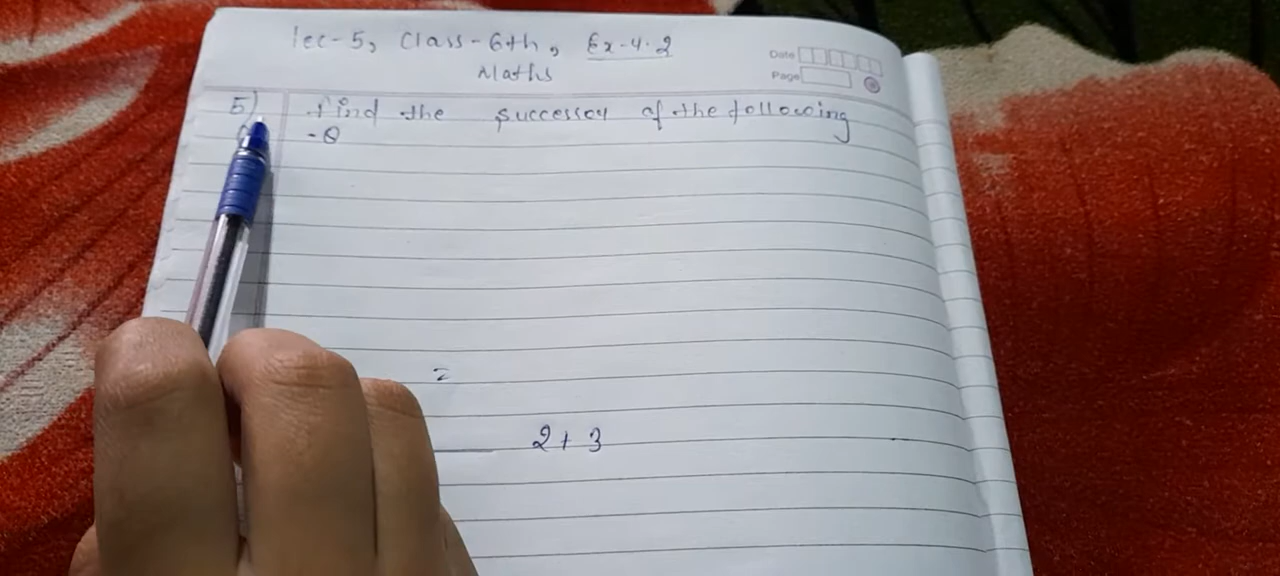 lec-5, Class-6th, Ex-4.2
Maths
Date
Page
5) Find the successor of the following
-8
=
2 + 3